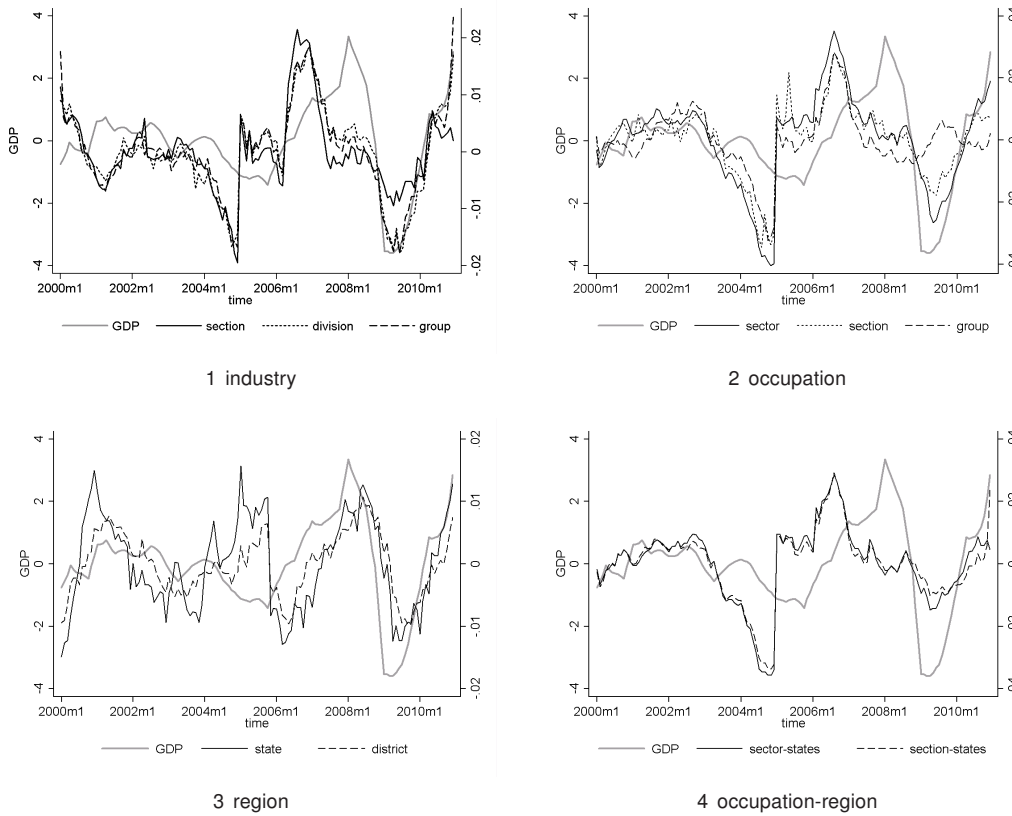 4
2
0
-2
-4
GDP
.02
.01
0
-.01
-.02
2000m1 2002m1 2004m1 2006m1 2008m1 2010m1
time
GDP section division group
1 industry
4
2
0
-2
-4
GDP
2000m1 2002m1 2004m1 2006m1 2008m1 2010m1
time
GDP sector section group
2 occupation
4
2
0
-2
-4
GDP
.02
.01
0
-.01
-.02
2000m1 2002m1 2004m1 2006m1 2008m1 2010m1
time
GDP state district
3 region
4
2
0
-2
-4
GDP
2000m1 2002m1 2004m1 2006m1 2008m1 2010m1
time
GDP sector-states section-states
4 occupation-region